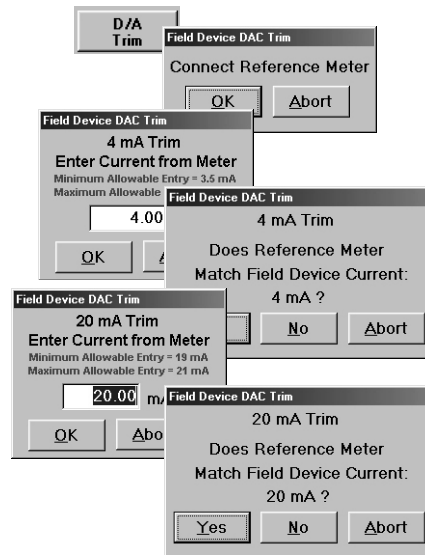 D/A
Trim
Field Device DAC Trim
Connect Reference Meter
OK
Abort
Field Device DAC Trim
4 mA Trim
Enter Current from Meter
Minimum Allowable Entry = 3.5 mA
Maximum Allowable
4.00
OK
Field Device DAC Trim
4 mA Trim
Does Reference Meter
Match Field Device Current:
4 mA ?
No
Abort
Field Device DAC Trim
20 mA Trim
Enter Current from Meter
Minimum Allowable Entry = 19 mA
Maximum Allowable Entry = 21 mA
20.00
OK
Field Device DAC Trim
20 mA Trim
Does Reference Meter
Match Field Device Current:
20 mA ?
Yes
No
Abort